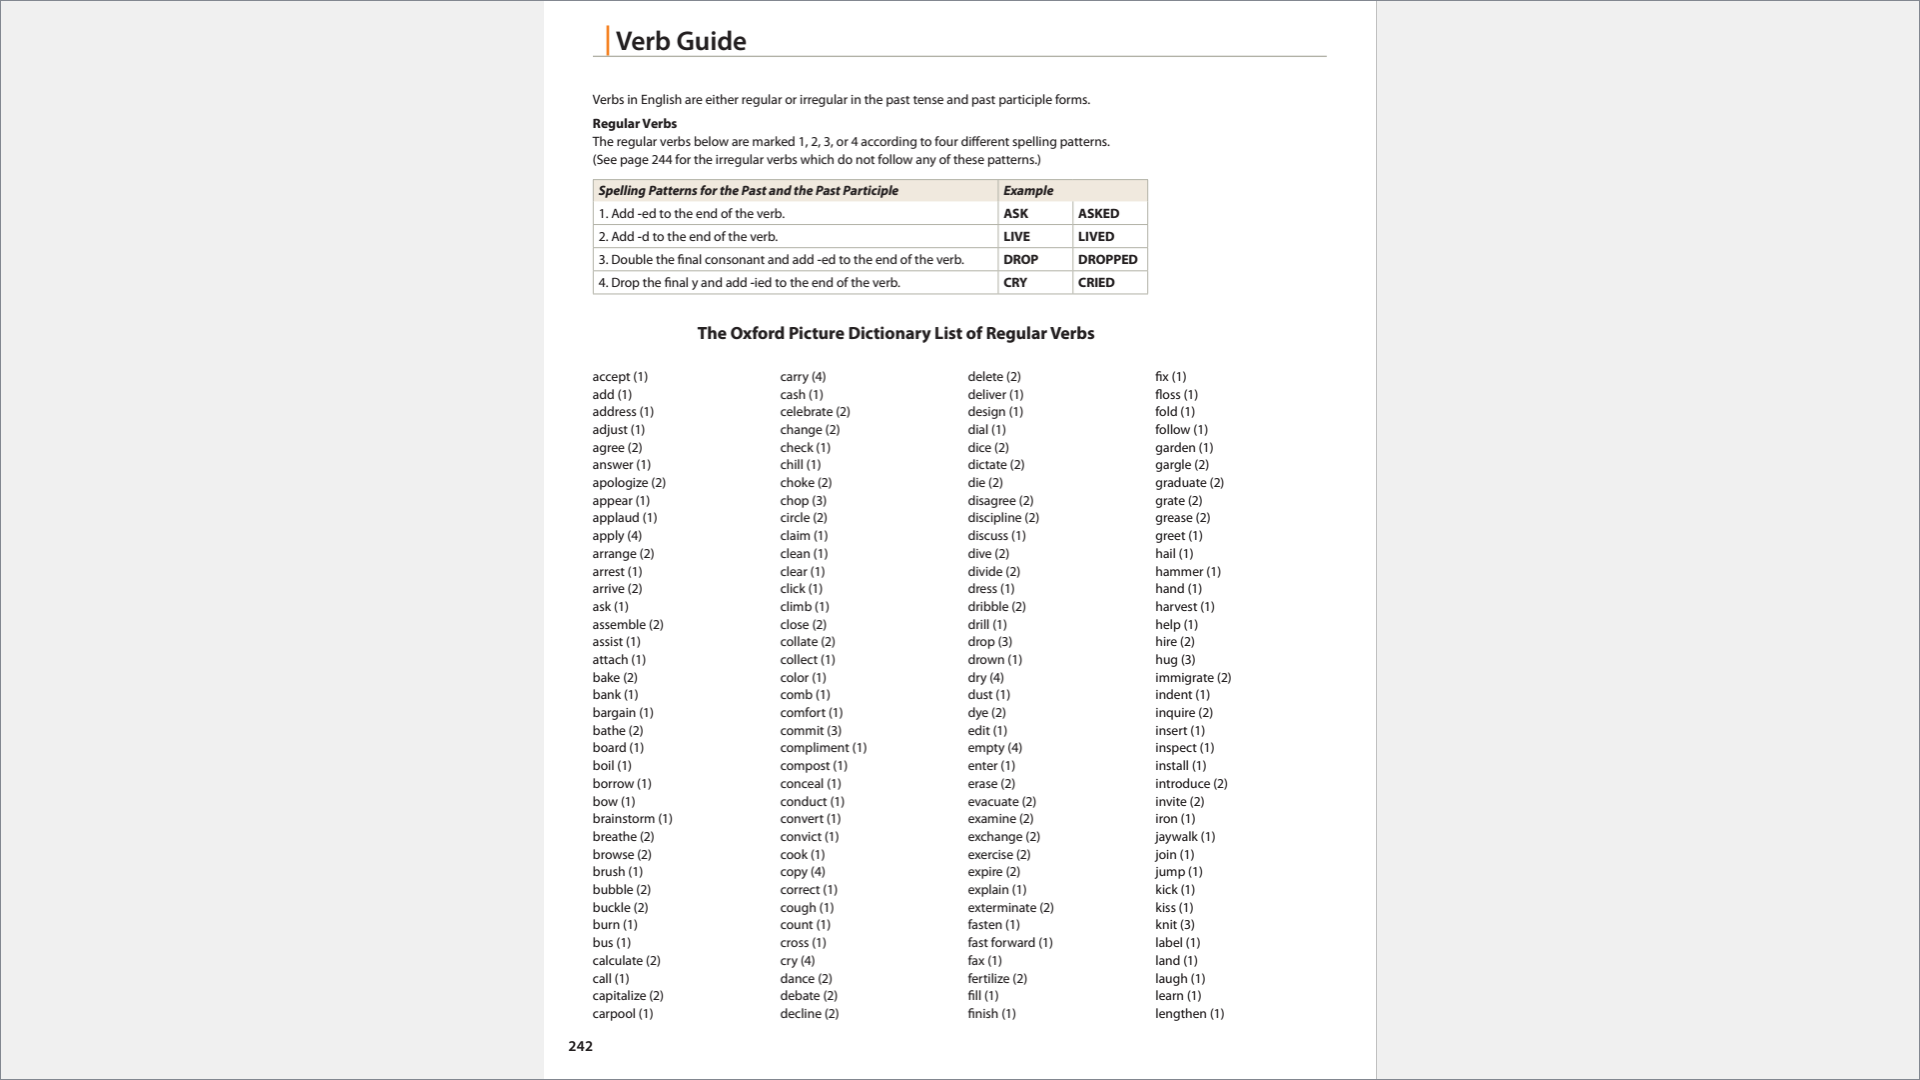 Verb Guide
Verbs in English are either regular or irregular in the past tense and past participle forms.
Regular Verbs
The regular verbs below are marked 1, 2, 3, or 4 according to four different spelling patterns.
(See page 244 for the irregular verbs which do not follow any of these patterns.)
Spelling Patterns for the Past and the Past Participle Example
1. Add -ed to the end of the verb. ASK ASKED
2. Add -d to the end of the verb. LIVE LIVED
3. Double the final consonant and add -ed to the end of the verb. DROP DROPPED
4. Drop the final y and add -ied to the end of the verb. CRY CRIED
The Oxford Picture Dictionary List of Regular Verbs
accept (1)
add (1)
address (1)
adjust (1)
agree (2)
answer (1)
apologize (2)
appear (1)
applaud (1)
apply (4)
arrange (2)
arrest (1)
arrive (2)
ask (1)
assemble (2)
assist (1)
attach (1)
bake (2)
bank (1)
bargain (1)
bathe (2)
board (1)
boil (1)
borrow (1)
bow (1)
brainstorm (1)
breathe (2)
browse (2)
brush (1)
bubble (2)
buckle (2)
burn (1)
bus (1)
calculate (2)
call (1)
capitalize (2)
carpool (1)
carry (4)
cash (1)
celebrate (2)
change (2)
check (1)
chill (1)
choke (2)
chop (3)
circle (2)
claim (1)
clean (1)
clear (1)
click (1)
climb (1)
close (2)
collate (2)
collect (1)
color (1)
comb (1)
comfort (1)
commit (3)
compliment (1)
compost (1)
conceal (1)
conduct (1)
convert (1)
convict (1)
cook (1)
copy (4)
correct (1)
cough (1)
count (1)
cross (1)
cry (4)
dance (2)
debate (2)
decline (2)
delete (2)
deliver (1)
design (1)
dial (1)
dice (2)
dictate (2)
die (2)
disagree (2)
discipline (2)
discuss (1)
dive (2)
divide (2)
dress (1)
dribble (2)
drill (1)
drop (3)
drown (1)
dry (4)
dust (1)
dye (2)
edit (1)
empty (4)
enter (1)
erase (2)
evacuate (2)
examine (2)
exchange (2)
exercise (2)
expire (2)
explain (1)
exterminate (2)
fasten (1)
fast forward (1)
fax (1)
fertilize (2)
fill (1)
finish (1)
fix (1)
floss (1)
fold (1)
follow (1)
garden (1)
gargle (2)
graduate (2)
grate (2)
grease (2)
greet (1)
hail (1)
hammer (1)
hand (1)
harvest (1)
help (1)
hire (2)
hug (3)
immigrate (2)
indent (1)
inquire (2)
insert (1)
inspect (1)
install (1)
introduce (2)
invite (2)
iron (1)
jaywalk (1)
join (1)
jump (1)
kick (1)
kiss (1)
knit (3)
label (1)
land (1)
laugh (1)
learn (1)
lengthen (1)
242